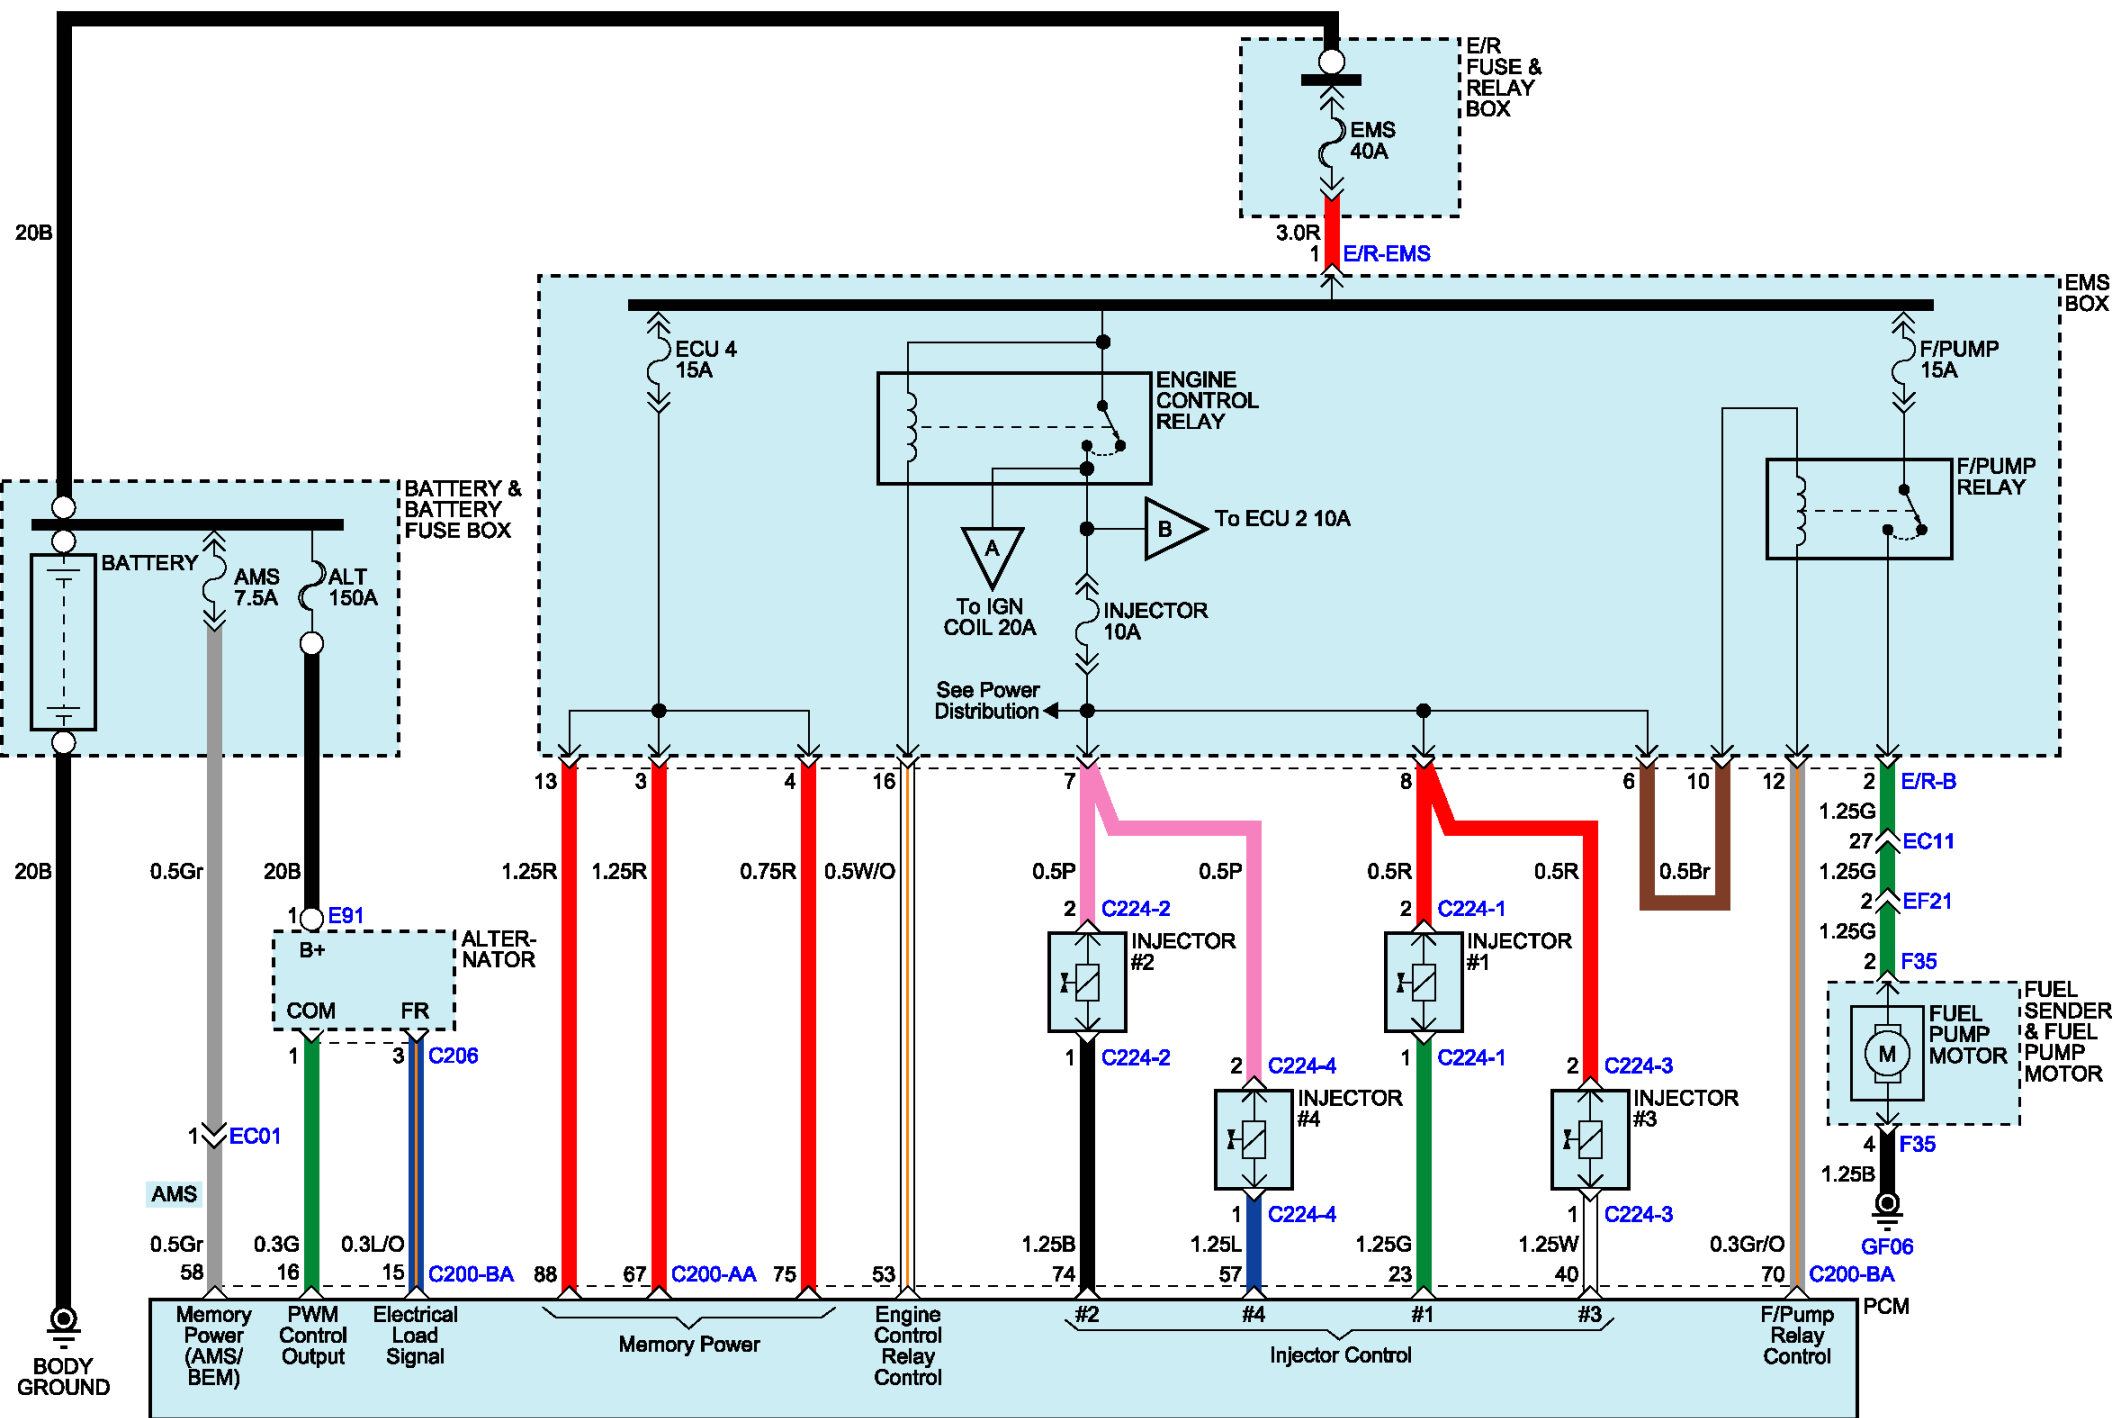 E/R
FUSE &
RELAY
BOX
EMS
40A
20B
3.0R
1 E/R-EMS
EMS
BOX
ECU 4
15A
ENGINE
CONTROL
RELAY
F/PUMP
15A
F/PUMP
RELAY
BATTERY &
BATTERY
FUSE BOX
BATTERY
AMS
7.5A
ALT
150A
A
To IGN
COIL 20A
B
To ECU 2 10A
INJECTOR
10A
See Power
Distribution
13 3 4 16 7 8 6 10 12 2 E/R-B
1.25G
27 EC11
20B 0.5Gr 20B 1.25R 1.25R 0.75R 0.5W/O 0.5P 0.5P 0.5R 0.5R 0.5Br 1.25G
2 EF21
1.25G
2 F35
1 E91
B+
ALTER-
NATOR
COM FR
1 3 C206
2 C224-2
INJECTOR
#2
1 C224-2
2 C224-4
INJECTOR
#4
1 C224-4
2 C224-1
INJECTOR
#1
1 C224-1
2 C224-3
INJECTOR
#3
1 C224-3
FUEL
SENDER
& FUEL
PUMP
MOTOR
FUEL
PUMP
MOTOR
M
4 F35
1.25B
GF06
1 EC01
AMS
0.5Gr 0.3G 0.3L/O 1.25B 1.25L 1.25G 1.25W 0.3Gr/O
58 16 15 C200-BA 88 67 C200-AA 75 53 74 57 23 40 70 C200-BA
PCM
Memory
Power
(AMS/
BEM)
PWM
Control
Output
Electrical
Load
Signal
Memory Power
Engine
Control
Relay
Control
#2 #4 #1 #3
Injector Control
F/Pump
Relay
Control
BODY
GROUND